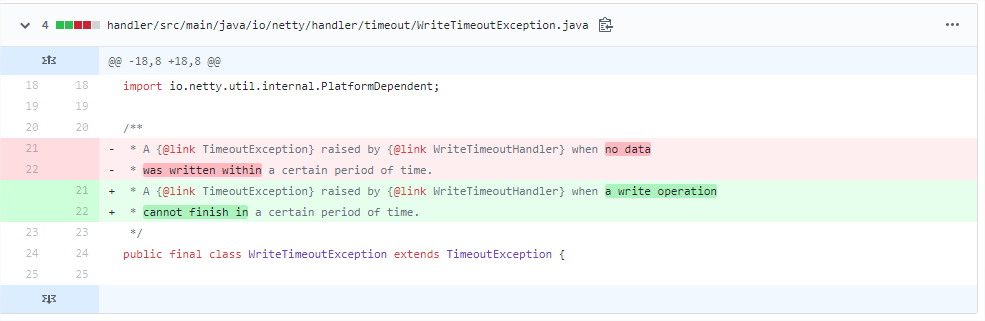 4 handler/src/main/java/io/netty/handler/timeout/WriteTimeoutException.java ...
@@ -18,8 +18,8 @@
18 18 import io.netty.util.internal.PlatformDependent;
19 19
20 20 /**
21 - * A {@link TimeoutException} raised by {@link WriteTimeoutHandler} when no data
22 - * was written within a certain period of time.
21 + * A {@link TimeoutException} raised by {@link WriteTimeoutHandler} when a write operation
22 + * cannot finish in a certain period of time.
23 23 */
24 24 public final class WriteTimeoutException extends TimeoutException {
25 25